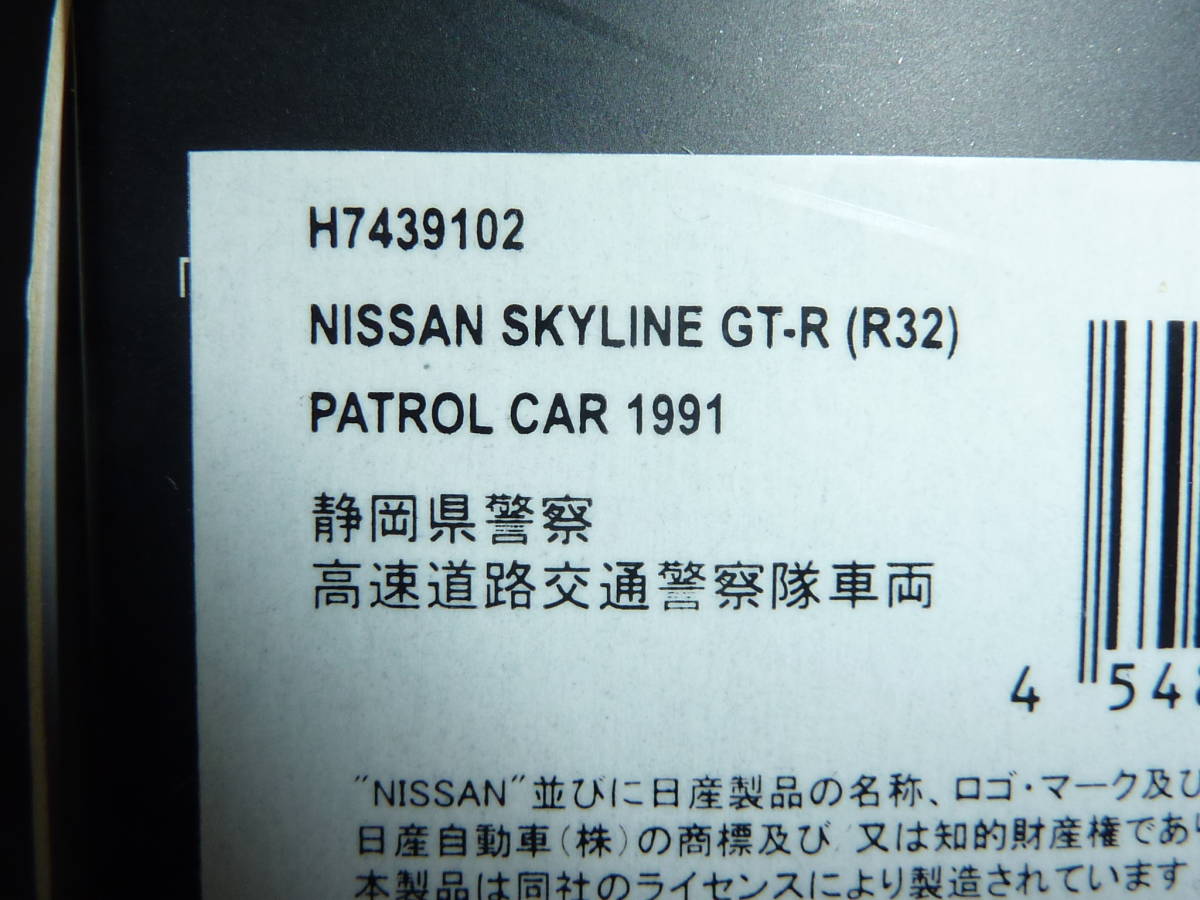 H7439102
NISSAN SKYLINE GT-R (R32)
PATROL CAR 1991
静岡県警察
高速道路交通警察隊車両
4 548
"NISSAN"並びに日産製品の名称、ロゴ・マーク及び
日産自動車(株)の商標及び 又は知的財産権であり
本製品は同社のライセンスにより製造されています